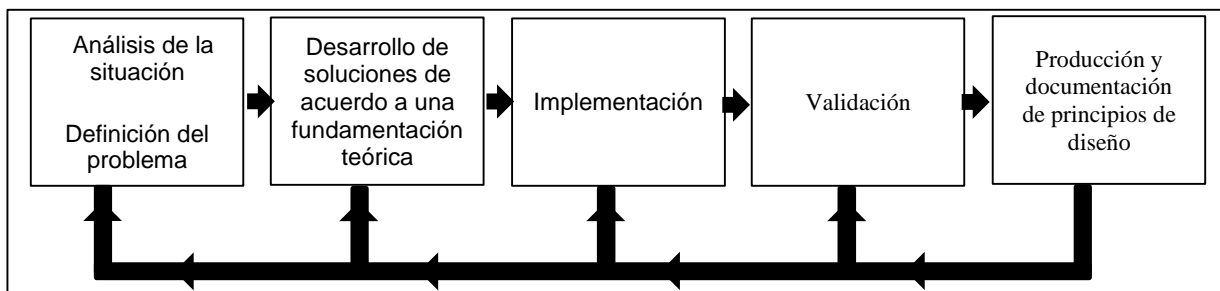 Análisis de la
situación
Definición del
problema
Desarrollo de
soluciones de
acuerdo a una
fundamentación
teórica
Implementación
Validación
Producción y
documentación
de principios de
diseño